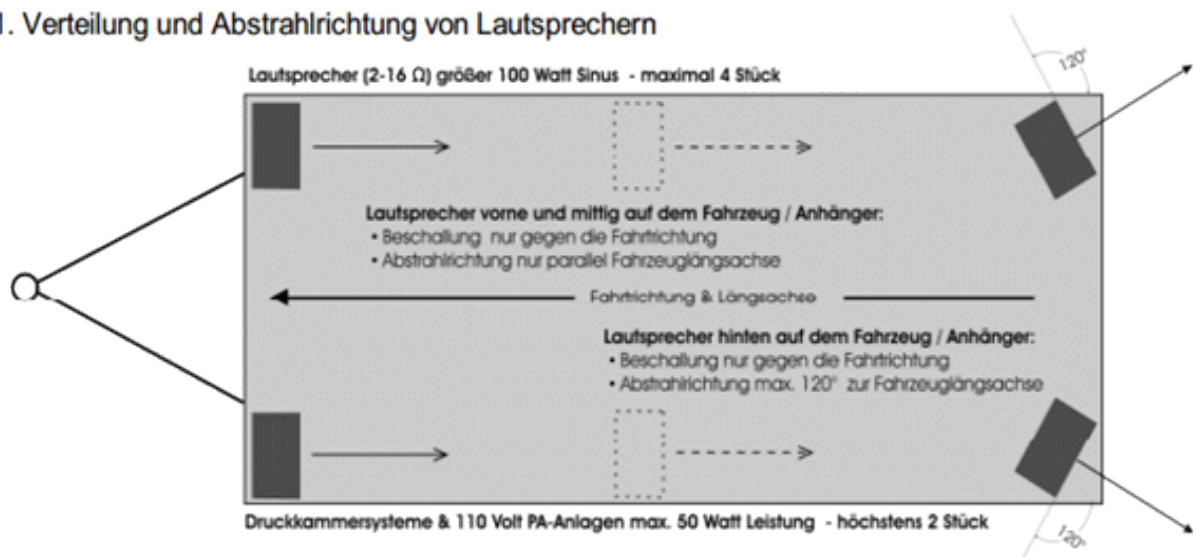 1. Verteilung und Abstrahlrichtung von Lautsprechern
Lautsprecher (2-16 Ω) größer 100 Watt Sinus - maximal 4 Stück
120°
Lautsprecher vorne und mittig auf dem Fahrzeug / Anhänger:
• Beschallung nur gegen die Fahrtrichtung
• Abstrahlrichtung nur parallel Fahrzeuglängsachse
Fahrtrichtung & Längsachse
Lautsprecher hinten auf dem Fahrzeug / Anhänger:
• Beschallung nur gegen die Fahrtrichtung
• Abstrahlrichtung max. 120° zur Fahrzeuglängsachse
Druckkammersysteme & 110 Volt PA-Anlagen max. 50 Watt Leistung - höchstens 2 Stück
120°